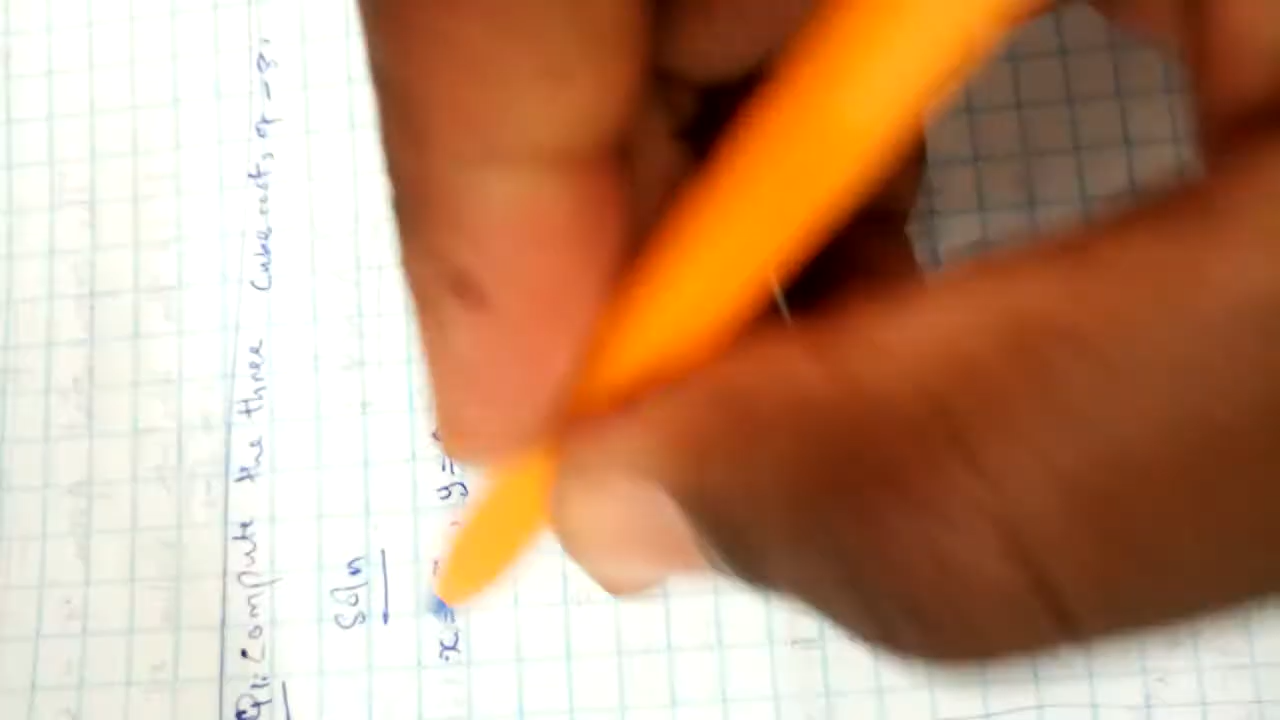 Q1: Compute the three cube roots of -8.
Soln
x= , y=